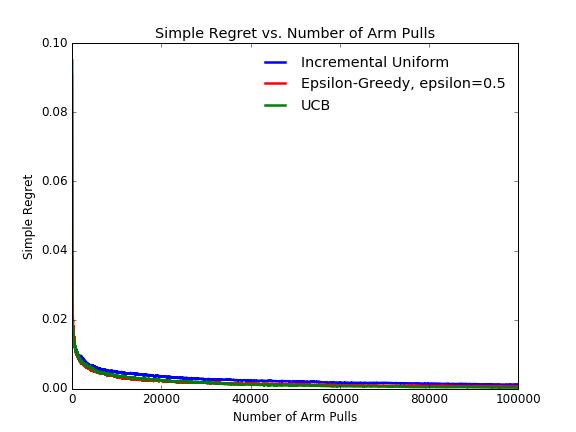 Simple Regret vs. Number of Arm Pulls
0.10
0.08
0.06
0.04
0.02
0.00
Simple Regret
Incremental Uniform
Epsilon-Greedy, epsilon=0.5
UCB
0
20000
40000
60000
80000
100000
Number of Arm Pulls